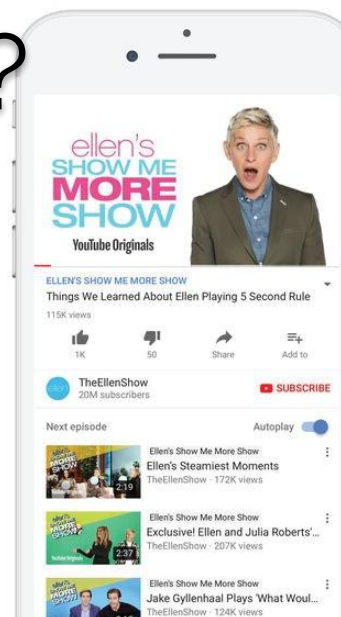 ?
ellen's
SHOW ME
MORE
SHOW
YouTube Originals
ELLEN'S SHOW ME MORE SHOW
Things We Learned About Ellen Playing 5 Second Rule
115K views
1K
50
Share
Add to
TheEllenShow
20M subscribers
SUBSCRIBE
Next episode
Autoplay
Ellen's Show Me More Show
Ellen's Steamiest Moments
TheEllenShow · 172K views
2:19
Ellen's Show Me More Show
Exclusive! Ellen and Julia Roberts'...
TheEllenShow · 207K views
2:37
Ellen's Show Me More Show
Jake Gyllenhaal Plays 'What Woul...
TheEllenShow · 124K views